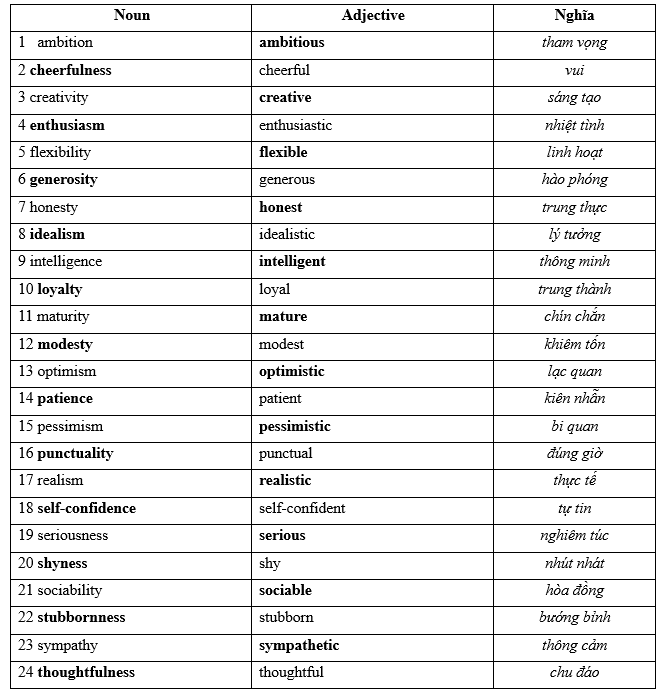 Noun Adjective Nghĩa
1 ambition ambitious tham vọng
2 cheerfulness cheerful vui
3 creativity creative sáng tạo
4 enthusiasm enthusiastic nhiệt tình
5 flexibility flexible linh hoạt
6 generosity generous hào phóng
7 honesty honest trung thực
8 idealism idealistic lý tưởng
9 intelligence intelligent thông minh
10 loyalty loyal trung thành
11 maturity mature chín chắn
12 modesty modest khiêm tốn
13 optimism optimistic lạc quan
14 patience patient kiên nhẫn
15 pessimism pessimistic bi quan
16 punctuality punctual đúng giờ
17 realism realistic thực tế
18 self-confidence self-confident tự tin
19 seriousness serious nghiêm túc
20 shyness shy nhút nhát
21 sociability sociable hòa đồng
22 stubbornness stubborn bướng bỉnh
23 sympathy sympathetic thông cảm
24 thoughtfulness thoughtful chu đáo